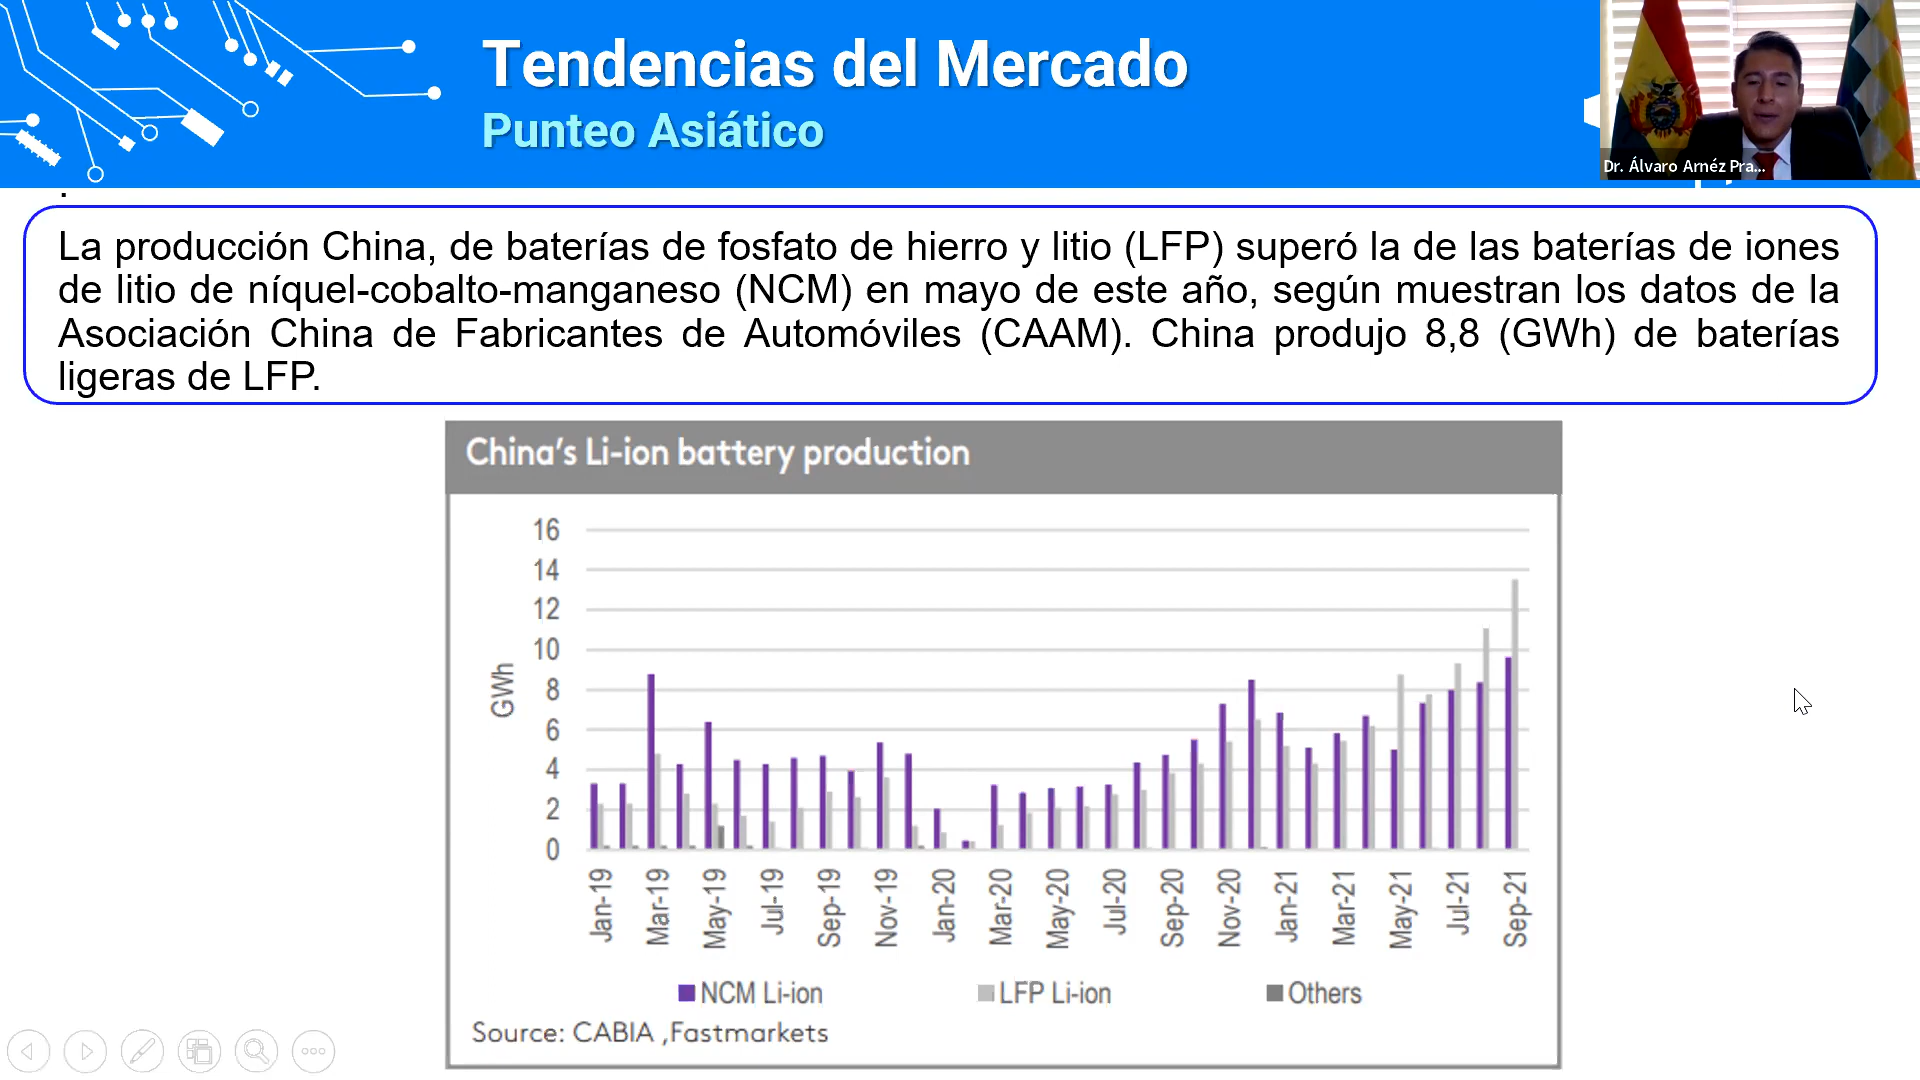 Tendencias del Mercado
Punteo Asiático
Dr. Álvaro Arnéz Pra...
.
La producción China, de baterías de fosfato de hierro y litio (LFP) superó la de las baterías de iones
de litio de níquel-cobalto-manganeso (NCM) en mayo de este año, según muestran los datos de la
Asociación China de Fabricantes de Automóviles (CAAM). China produjo 8,8 (GWh) de baterías
ligeras de LFP.
China's Li-ion battery production
GWh
16
14
12
10
8
6
4
2
0
Jan-19
Mar-19
May-19
Jul-19
Sep-19
Nov-19
Jan-20
Mar-20
May-20
Jul-20
Sep-20
Nov-20
Jan-21
Mar-21
May-21
Jul-21
Sep-21
NCM Li-ion
LFP Li-ion
Others
Source: CABIA ,Fastmarkets